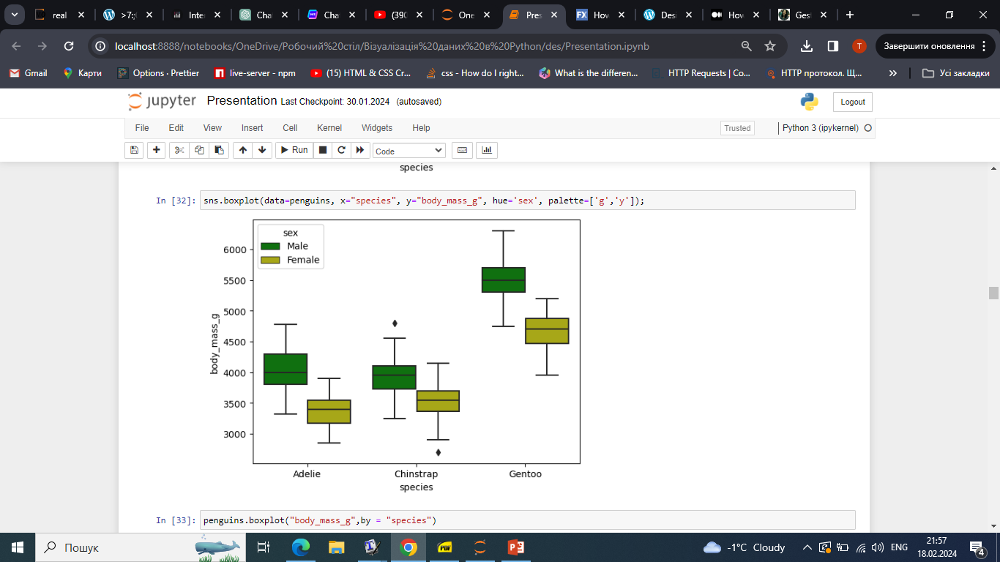 real
>7;(
Inter
Chat
Chat
(390
One
Pres
How
Desi
How
Gest
localhost:8888/notebooks/OneDrive/Робочий%20стіл/Візуалізація%20даних%20в%20Python/des/Presentation.ipynb
T
Завершити оновлення
Gmail
Карти
Options · Prettier
live-server - npm
(15) HTML & CSS Cr...
css - How do I right...
What is the differen...
HTTP Requests | Co...
HTTP протокол. Щ...
Усі закладки
jupyter Presentation Last Checkpoint: 30.01.2024 (autosaved)
Logout
File Edit View Insert Cell Kernel Widgets Help
Trusted
Python 3 (ipykernel)
Run
Code
species
In [32]: sns.boxplot(data=penguins, x="species", y="body_mass_g", hue='sex', palette=['g','y']);
sex
Male
Female
6000
5500
5000
4500
4000
3500
3000
body_mass_g
Adelie Chinstrap Gentoo
species
In [33]: penguins.boxplot("body_mass_g",by = "species")
Пошук
PDF
-1°C Cloudy
ENG
21:57
18.02.2024
4